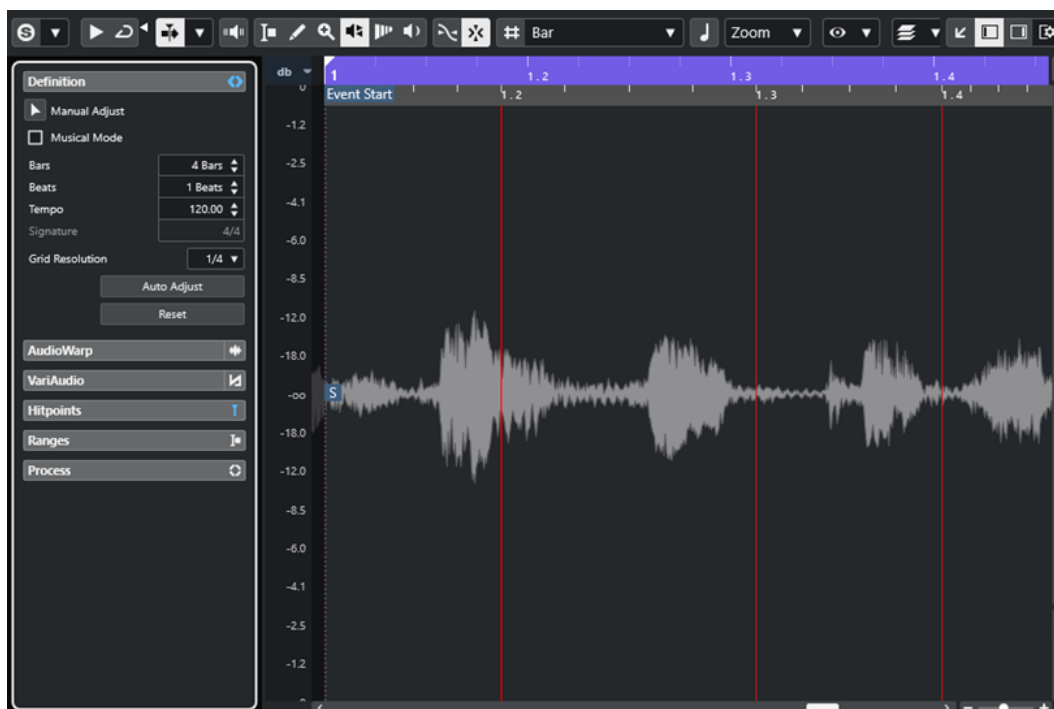 S
Bar
Zoom
Definition
Manual Adjust
Musical Mode
Bars
4 Bars
Beats
1 Beats
Tempo
120.00
Signature
4/4
Grid Resolution
1/4
Auto Adjust
Reset
AudioWarp
VariAudio
Hitpoints
Ranges
Process
db
1
1.2
1.3
1.4
Event Start
1.2
1.3
1.4
-1.2
-2.5
-4.1
-6.0
-8.5
-12.0
-18.0
-oo
S
-18.0
-12.0
-8.5
-6.0
-4.1
-2.5
-1.2